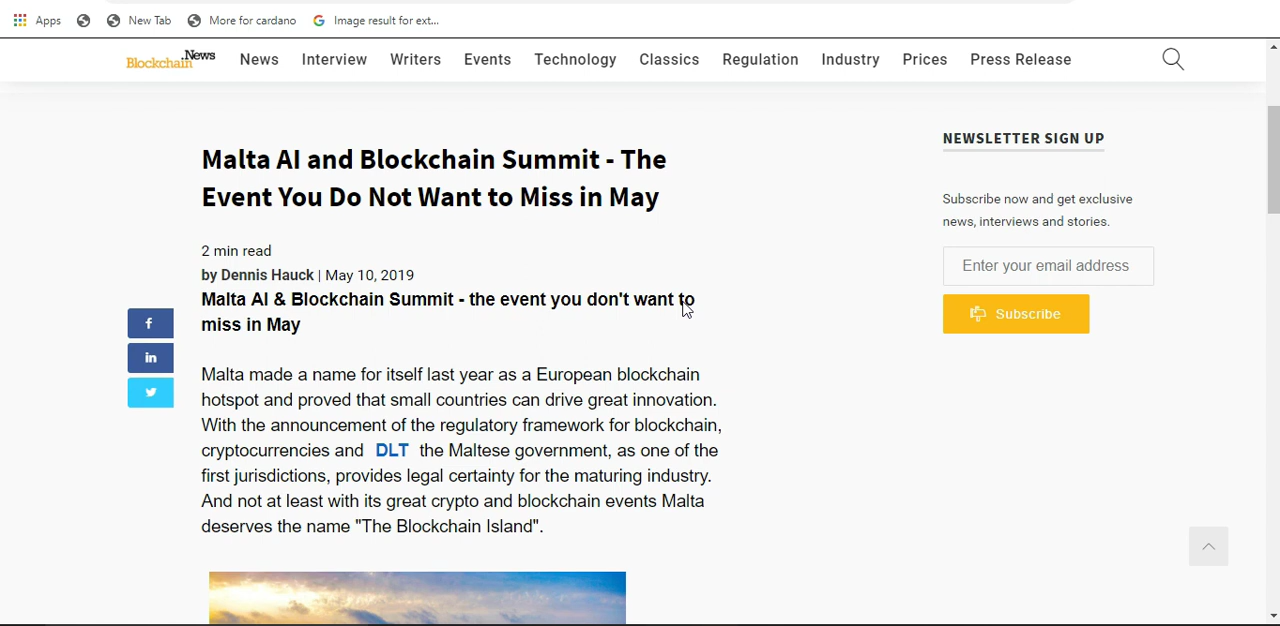 Apps New Tab More for cardano Image result for ext...
Blockchain.News News Interview Writers Events Technology Classics Regulation Industry Prices Press Release
Malta AI and Blockchain Summit - The
Event You Do Not Want to Miss in May
2 min read
by Dennis Hauck | May 10, 2019
Malta AI & Blockchain Summit - the event you don't want to
miss in May
Malta made a name for itself last year as a European blockchain
hotspot and proved that small countries can drive great innovation.
With the announcement of the regulatory framework for blockchain,
cryptocurrencies and DLT the Maltese government, as one of the
first jurisdictions, provides legal certainty for the maturing industry.
And not at least with its great crypto and blockchain events Malta
deserves the name "The Blockchain Island".
f
in
NEWSLETTER SIGN UP
Subscribe now and get exclusive
news, interviews and stories.
Enter your email address
Subscribe